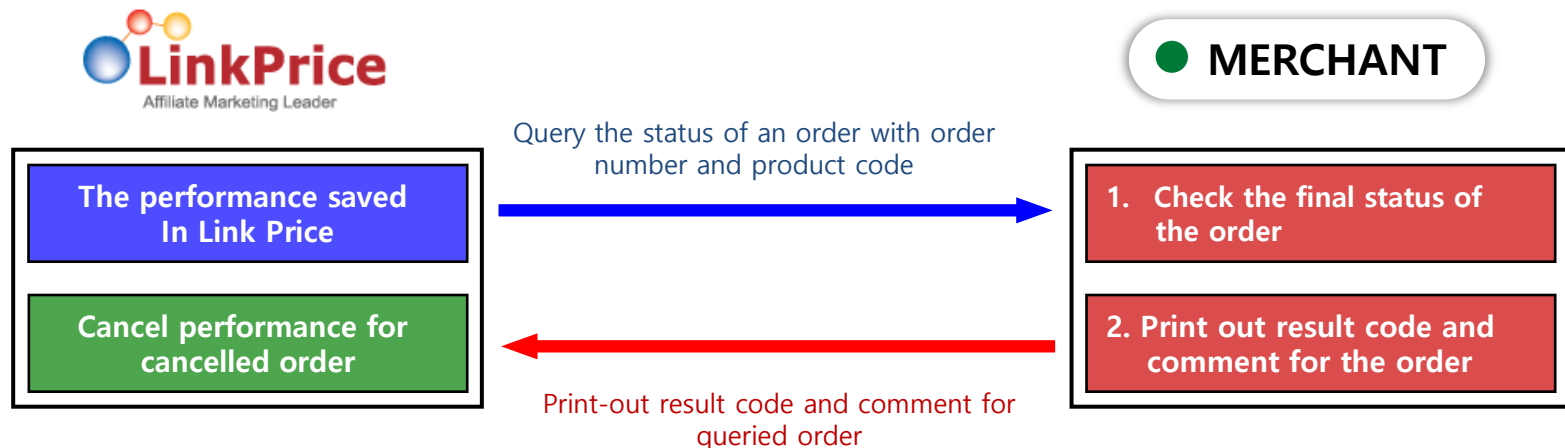 LinkPrice
Affiliate Marketing Leader
MERCHANT
Query the status of an order with order
number and product code
The performance saved
In Link Price
1. Check the final status of
the order
Cancel performance for
cancelled order
2. Print out result code and
comment for the order
Print-out result code and comment for
queried order